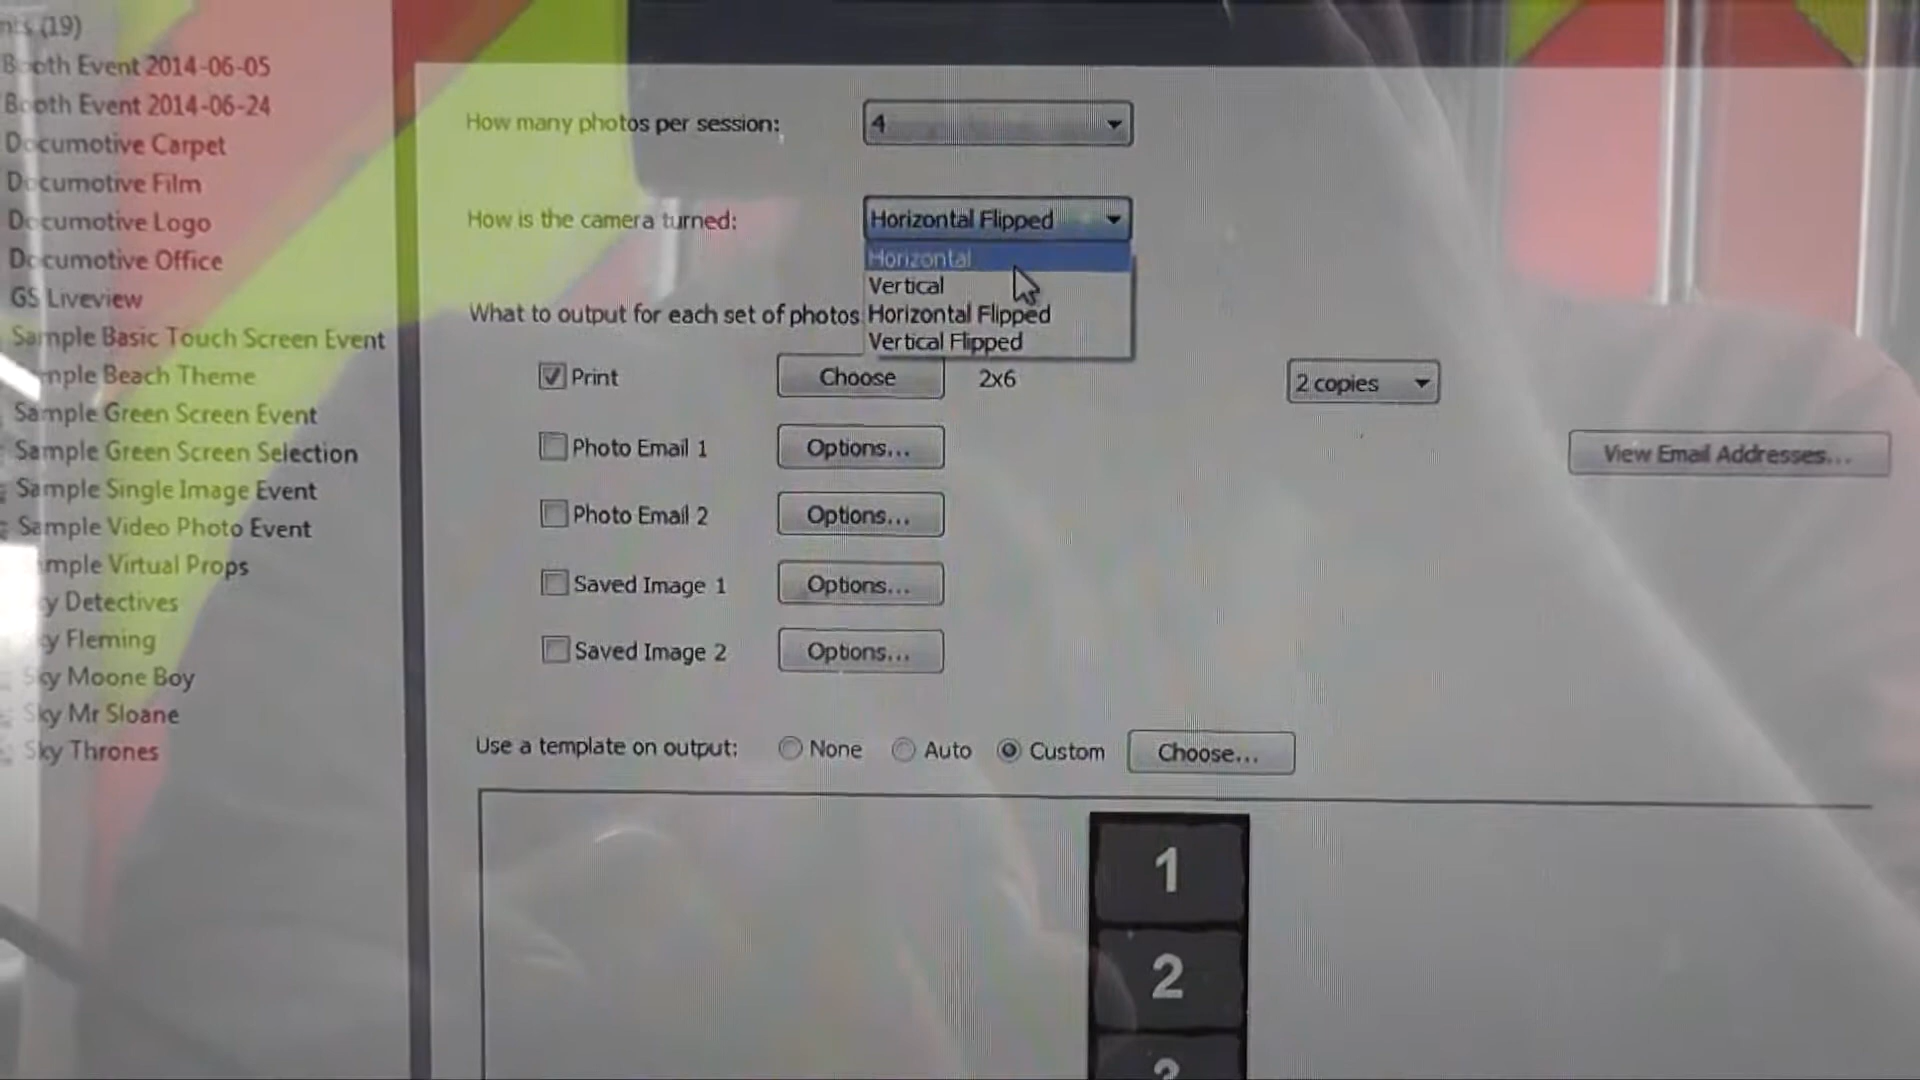 (19)
Booth Event 2014-06-05
Booth Event 2014-06-24
Documotive Carpet
Documotive Film
Documotive Logo
Documotive Office
GS Liveview
Sample Basic Touch Screen Event
mple Beach Theme
Sample Green Screen Event
Sample Green Screen Selection
Sample Single Image Event
Sample Video Photo Event
mple Virtual Props
y Detectives
y Fleming
Sky Moone Boy
Sky Mr Sloane
Sky Thrones
How many photos per session:
4
How is the camera turned:
Horizontal Flipped
Horizontal
Vertical
Horizontal Flipped
Vertical Flipped
What to output for each set of photos
Print
Choose
2x6
2 copies
Photo Email 1
Options...
View Email Addresses...
Photo Email 2
Options...
Saved Image 1
Options...
Saved Image 2
Options...
Use a template on output:
None
Auto
Custom
Choose...
1
2
3